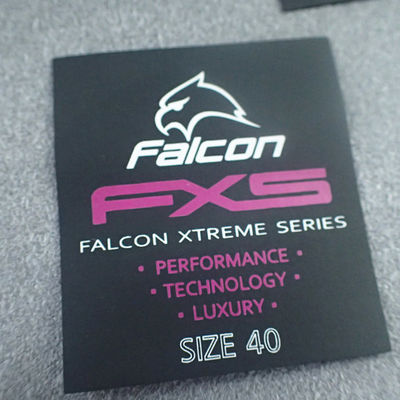 Falcon
FXS
FALCON XTREME SERIES
• PERFORMANCE •
• TECHNOLOGY •
• LUXURY •
SIZE 40